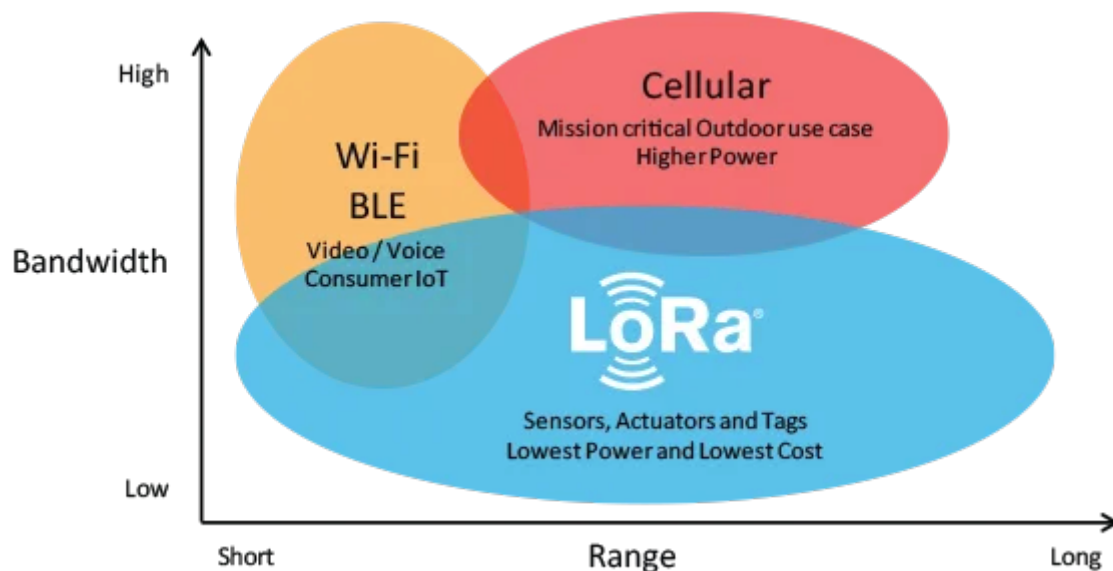 High
Cellular
Mission critical Outdoor use case
Higher Power
Wi-Fi
BLE
Video / Voice
Consumer IoT
Bandwidth
LoRa®
Sensors, Actuators and Tags
Lowest Power and Lowest Cost
Low
Short
Range
Long